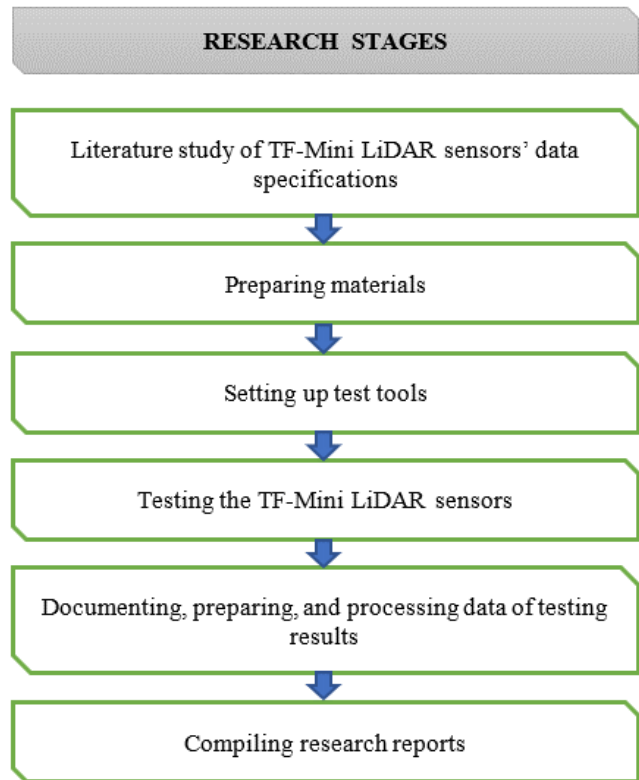 RESEARCH STAGES
Literature study of TF-Mini LiDAR sensors’ data
specifications
Preparing materials
Setting up test tools
Testing the TF-Mini LiDAR sensors
Documenting, preparing, and processing data of testing
results
Compiling research reports